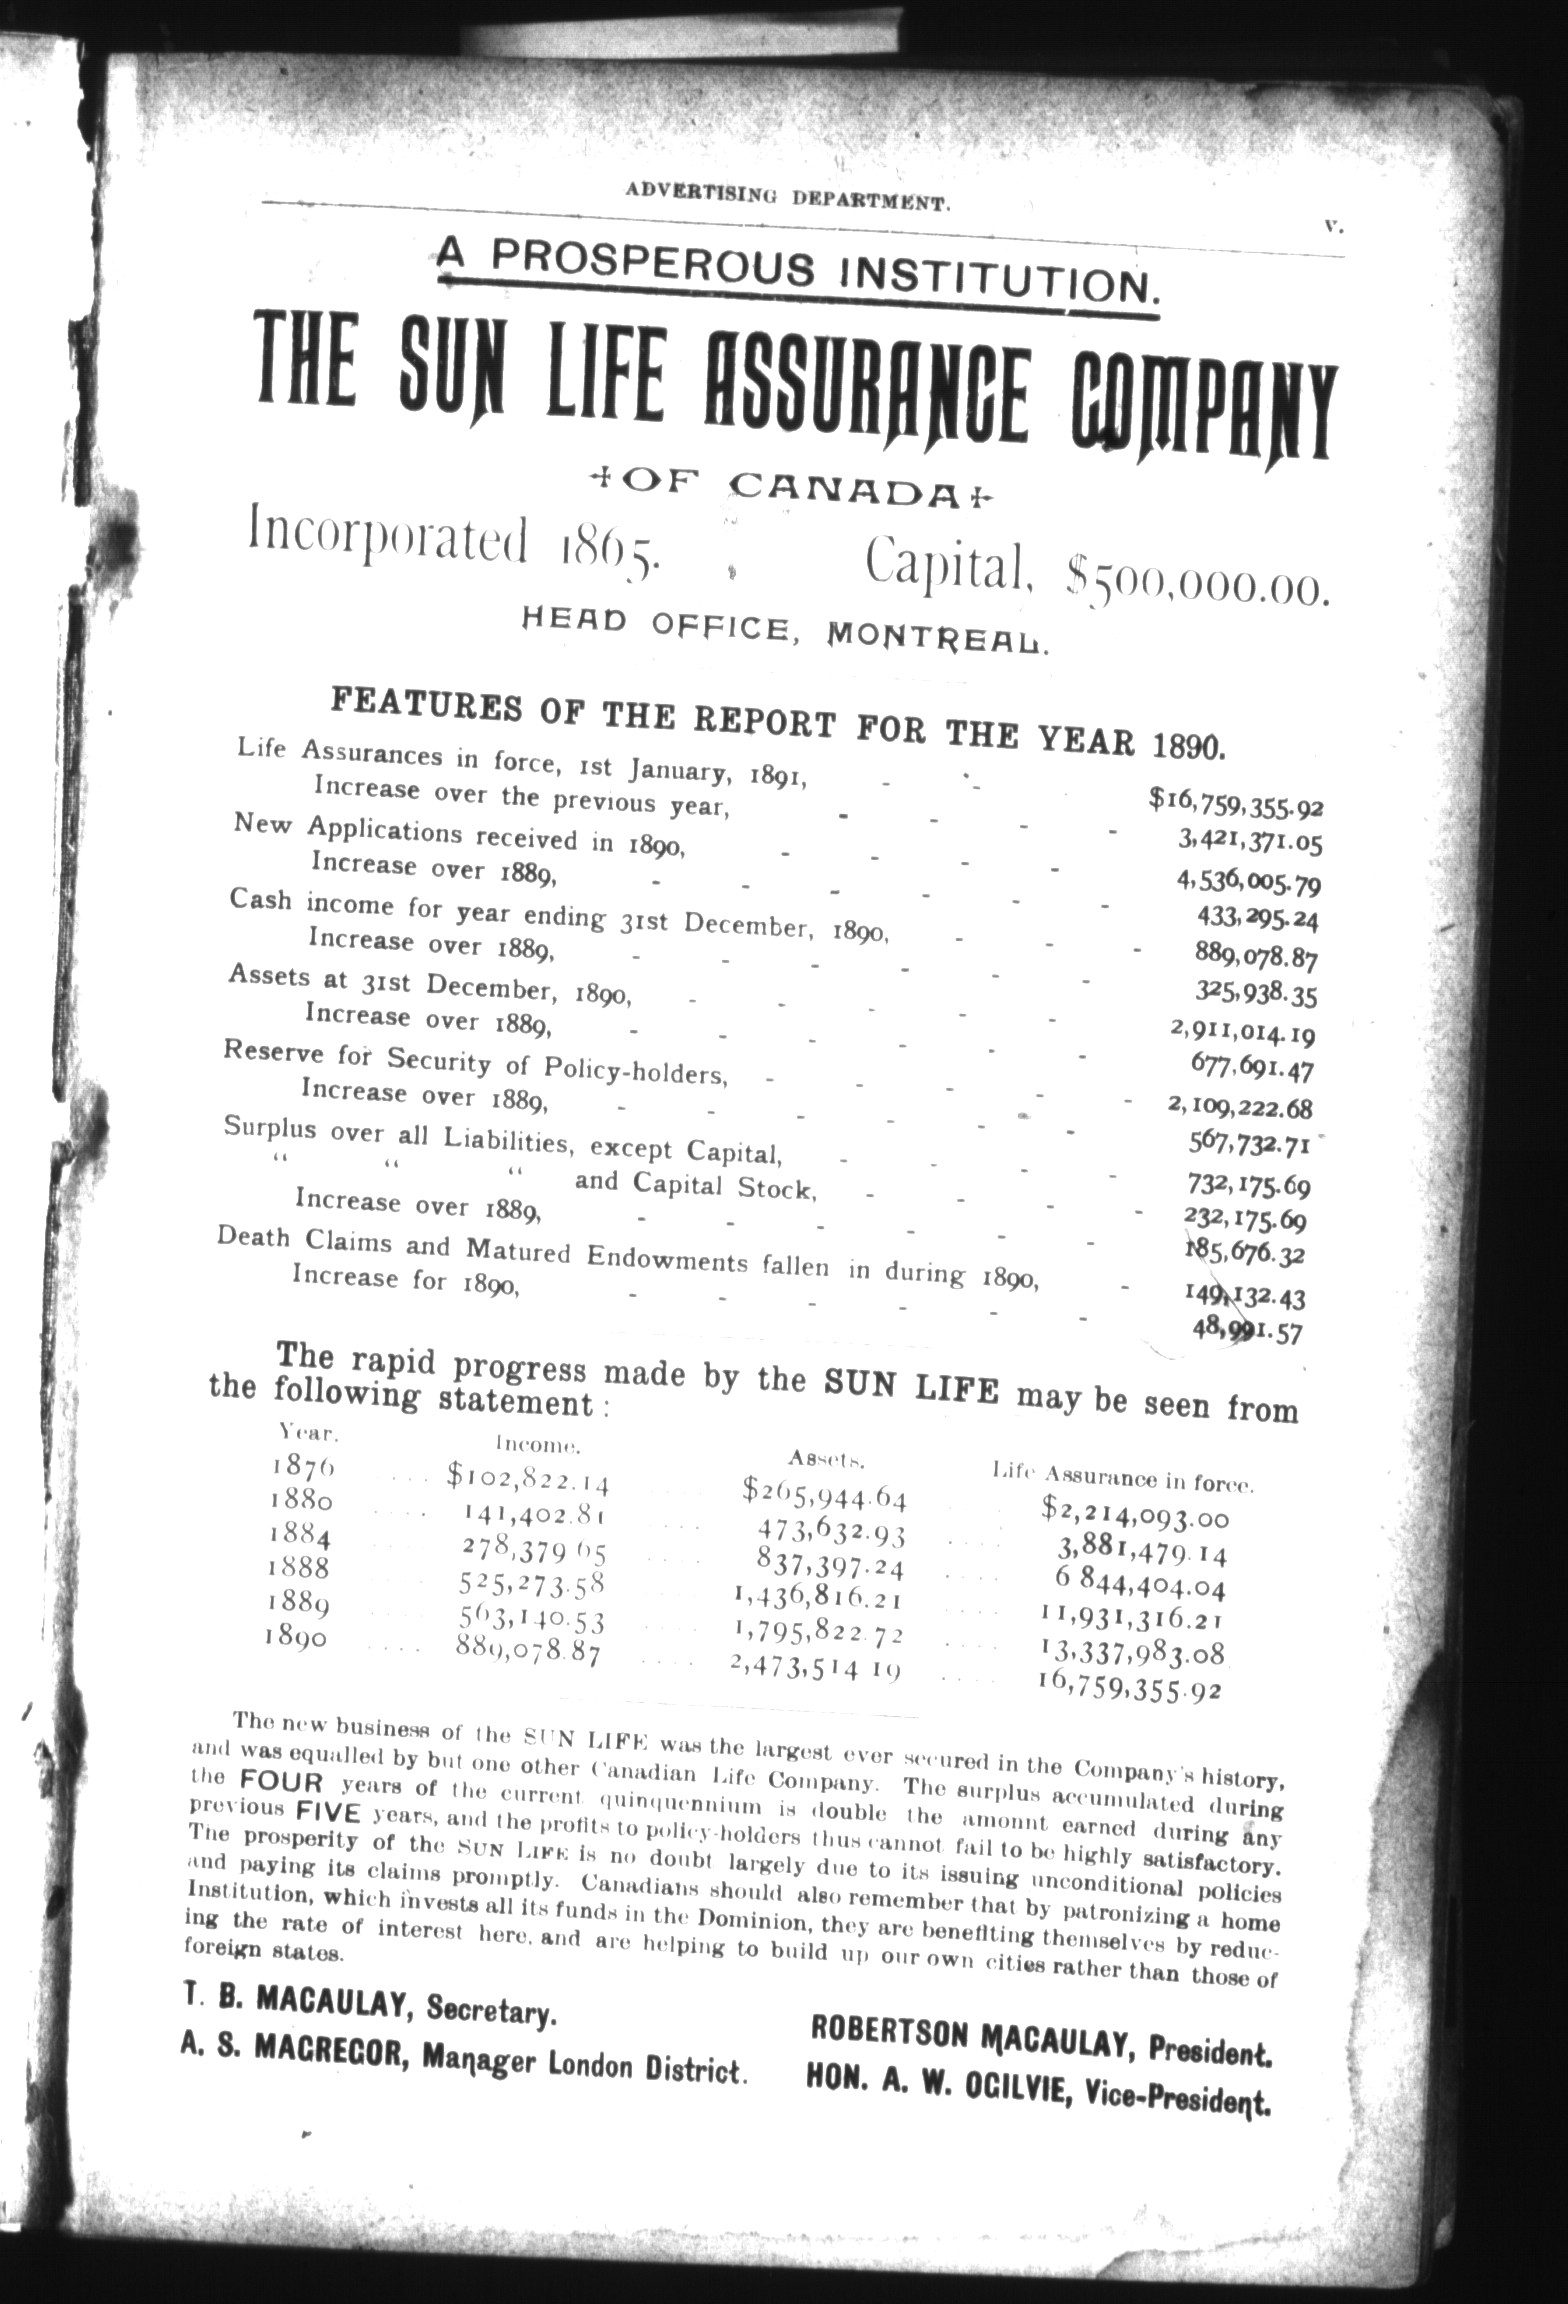 ADVERTISING DEPARTMENT. v.
A PROSPEROUS INSTITUTION.
THE SUN LIFE ASSURANCE COMPANY
OF CANADA
Incorporated 1865. Capital, $500,000.00.
HEAD OFFICE, MONTREAL.
FEATURES OF THE REPORT FOR THE YEAR 1890.
Life Assurances in force, 1st January, 1891, - - $16,759,355.92
Increase over the previous year, - - - - 3,421,371.05
New Applications received in 1890, - - - - 4,536,005.79
Increase over 1889, - - - - - - 433,295.24
Cash income for year ending 31st December, 1890, - - - 889,078.87
Increase over 1889, - - - - - - 325,938.35
Assets at 31st December, 1890, - - - - - 2,911,014.19
Increase over 1889, - - - - - - 677,691.47
Reserve for Security of Policy-holders, - - - - - 2,109,222.68
Increase over 1889, - - - - - - 567,732.71
Surplus over all Liabilities, except Capital, - - - - 732,175.69
“ “ “ and Capital Stock, - - - - 232,175.69
Increase over 1889, - - - - - - 185,676.32
Death Claims and Matured Endowments fallen in during 1890, - 149,132.43
Increase for 1890, - - - - - - 48,991.57
The rapid progress made by the SUN LIFE may be seen from
the following statement :
Year. Income. Assets. Life Assurance in force.
1876 .... $102,822.14 .... $265,944.64 $2,214,093.00
1880 .... 141,402.81 .... 473,632.93 .... 3,881,479.14
1884 278,379 65 .... 837,397.24 .... 6 844,404.04
1888 525,273.58 1,436,816.21 .... 11,931,316.21
1889 .... 563,140.53 .... 1,795,822.72 .... 13,337,983.08
1890 .... 889,078.87 .... 2,473,514 19 .... 16,759,355.92
The new business of the SUN LIFE was the largest ever secured in the Company's history,
and was equalled by but one other Canadian Life Company. The surplus accumulated during
the FOUR years of the current quinquennium is double the amount earned during any
previous FIVE years, and the profits to policy-holders thus cannot fail to be highly satisfactory.
The prosperity of the SUN LIFE is no doubt largely due to its issuing unconditional policies
and paying its claims promptly. Canadians should also remember that by patronizing a home
Institution, which invests all its funds in the Dominion, they are benefiting themselves by reduc-
ing the rate of interest here, and are helping to build up our own cities rather than those of
foreign states.
T. B. MACAULAY, Secretary. ROBERTSON MACAULAY, President.
A. S. MACREGOR, Manager London District. HON. A. W. OGILVIE, Vice-President.